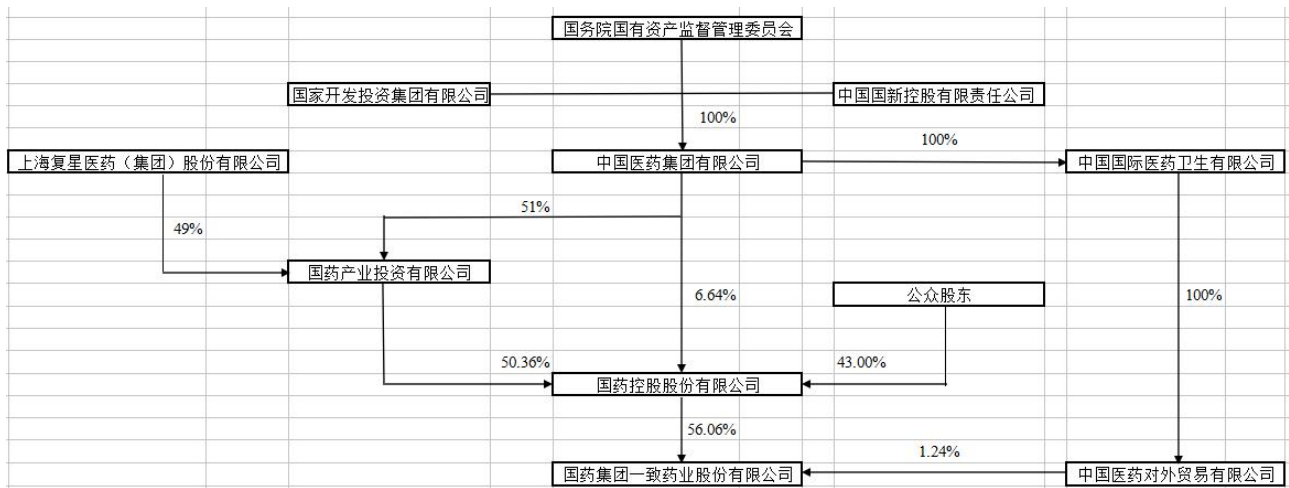 国务院国有资产监督管理委员会
国家开发投资集团有限公司
中国国新控股有限责任公司
100%
100%
上海复星医药（集团）股份有限公司
中国医药集团有限公司
中国国际医药卫生有限公司
51%
49%
国药产业投资有限公司
6.64%
公众股东
100%
50.36%
43.00%
国药控股股份有限公司
56.06%
1.24%
国药集团一致药业股份有限公司
中国医药对外贸易有限公司